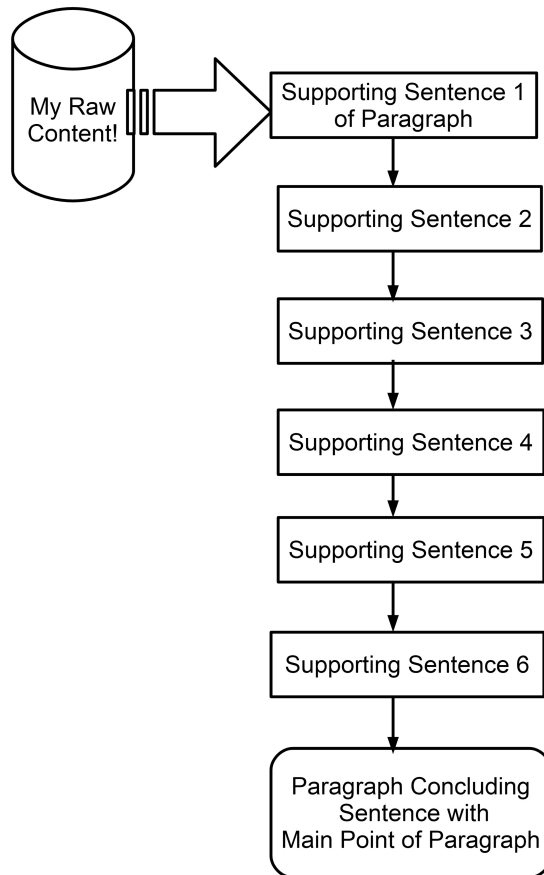 My Raw
Content!
Supporting Sentence 1
of Paragraph
Supporting Sentence 2
Supporting Sentence 3
Supporting Sentence 4
Supporting Sentence 5
Supporting Sentence 6
Paragraph Concluding
Sentence with
Main Point of Paragraph